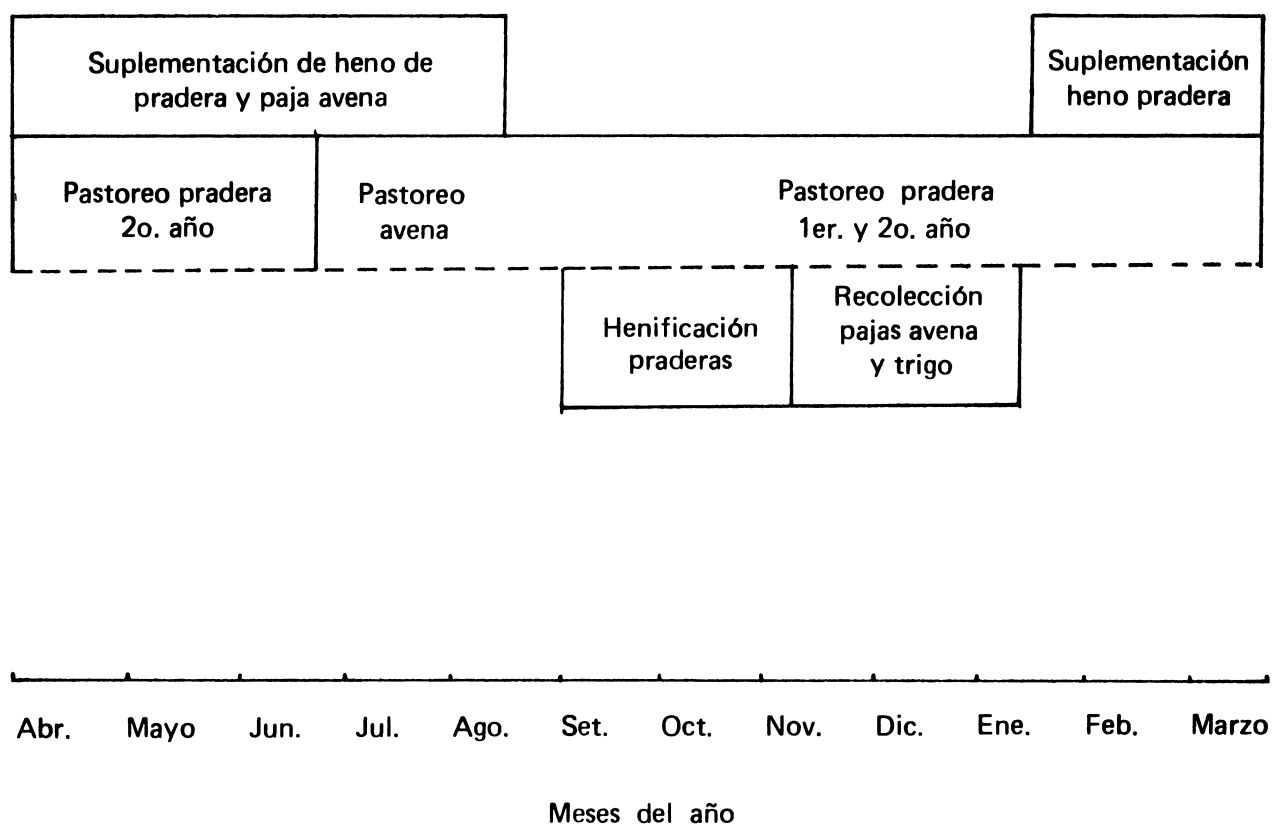 Suplementación de heno de
pradera y paja avena
Suplementación
heno pradera
Pastoreo pradera
2o. año
Pastoreo
avena
Pastoreo pradera
1er. y 2o. año
Henificación
praderas
Recolección
pajas avena
y trigo
Abr. Mayo Jun. Jul. Ago. Set. Oct. Nov. Dic. Ene. Feb. Marzo
Meses del año